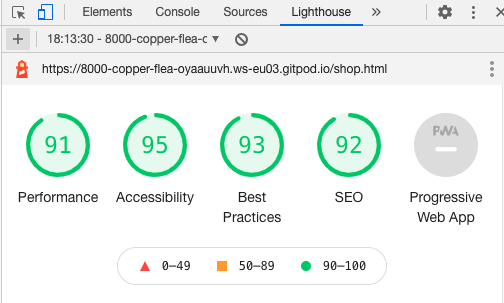 Elements Console Sources Lighthouse »
18:13:30 - 8000-copper-flea-c
https://8000-copper-flea-oyaauuvh.ws-eu03.gitpod.io/shop.html
91 95 93 92 PWA
Performance Accessibility Best Practices SEO Progressive Web App
0–49 50–89 90–100